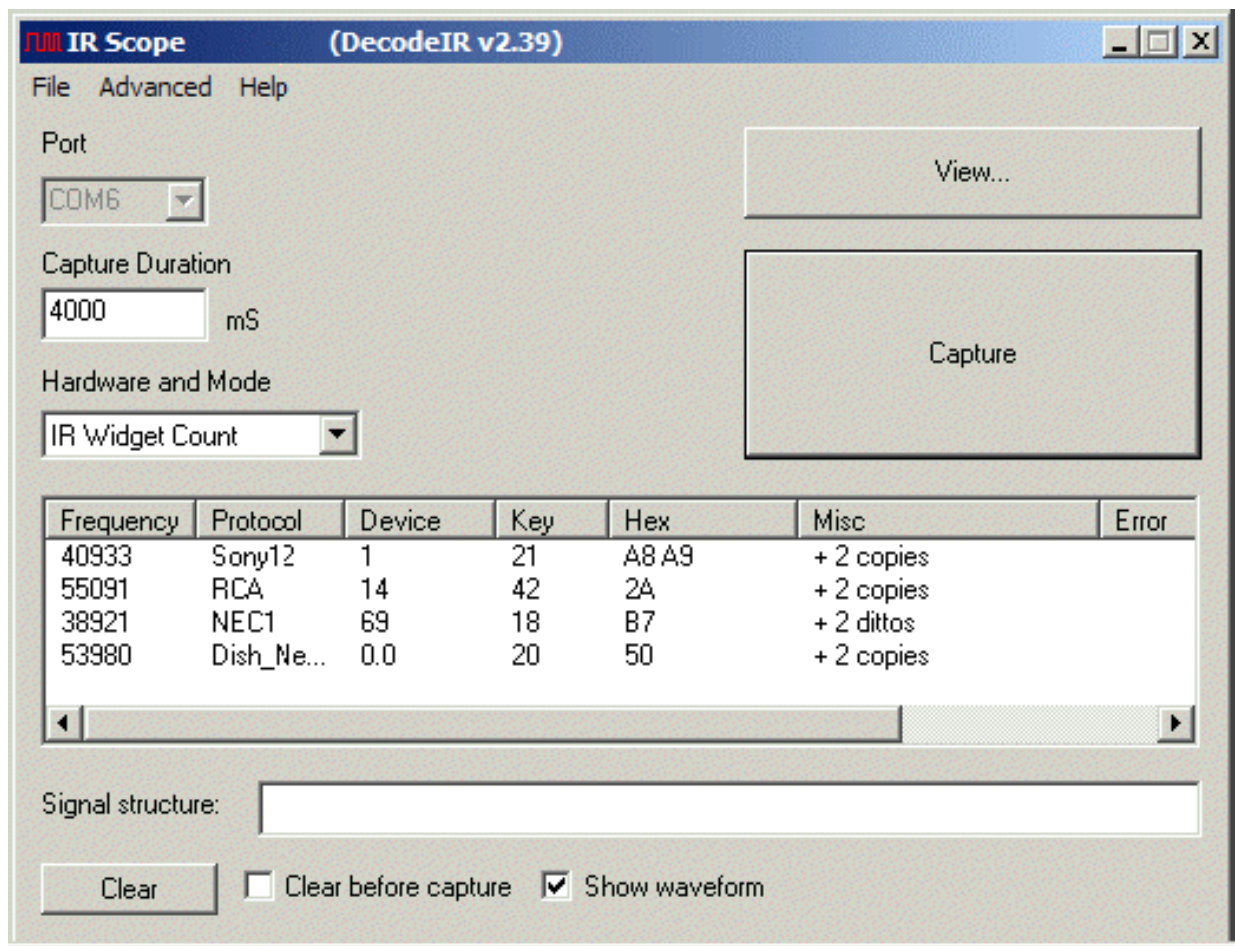 IR Scope (DecodeIR v2.39)
File Advanced Help
Port
COM6
View...
Capture Duration
4000 mS
Capture
Hardware and Mode
IR Widget Count
Frequency Protocol Device Key Hex Misc Error
40933 Sony12 1 21 A8 A9 + 2 copies
55091 RCA 14 42 2A + 2 copies
38921 NEC1 69 18 B7 + 2 dittos
53980 Dish_Ne... 0.0 20 50 + 2 copies
Signal structure:
Clear Clear before capture Show waveform